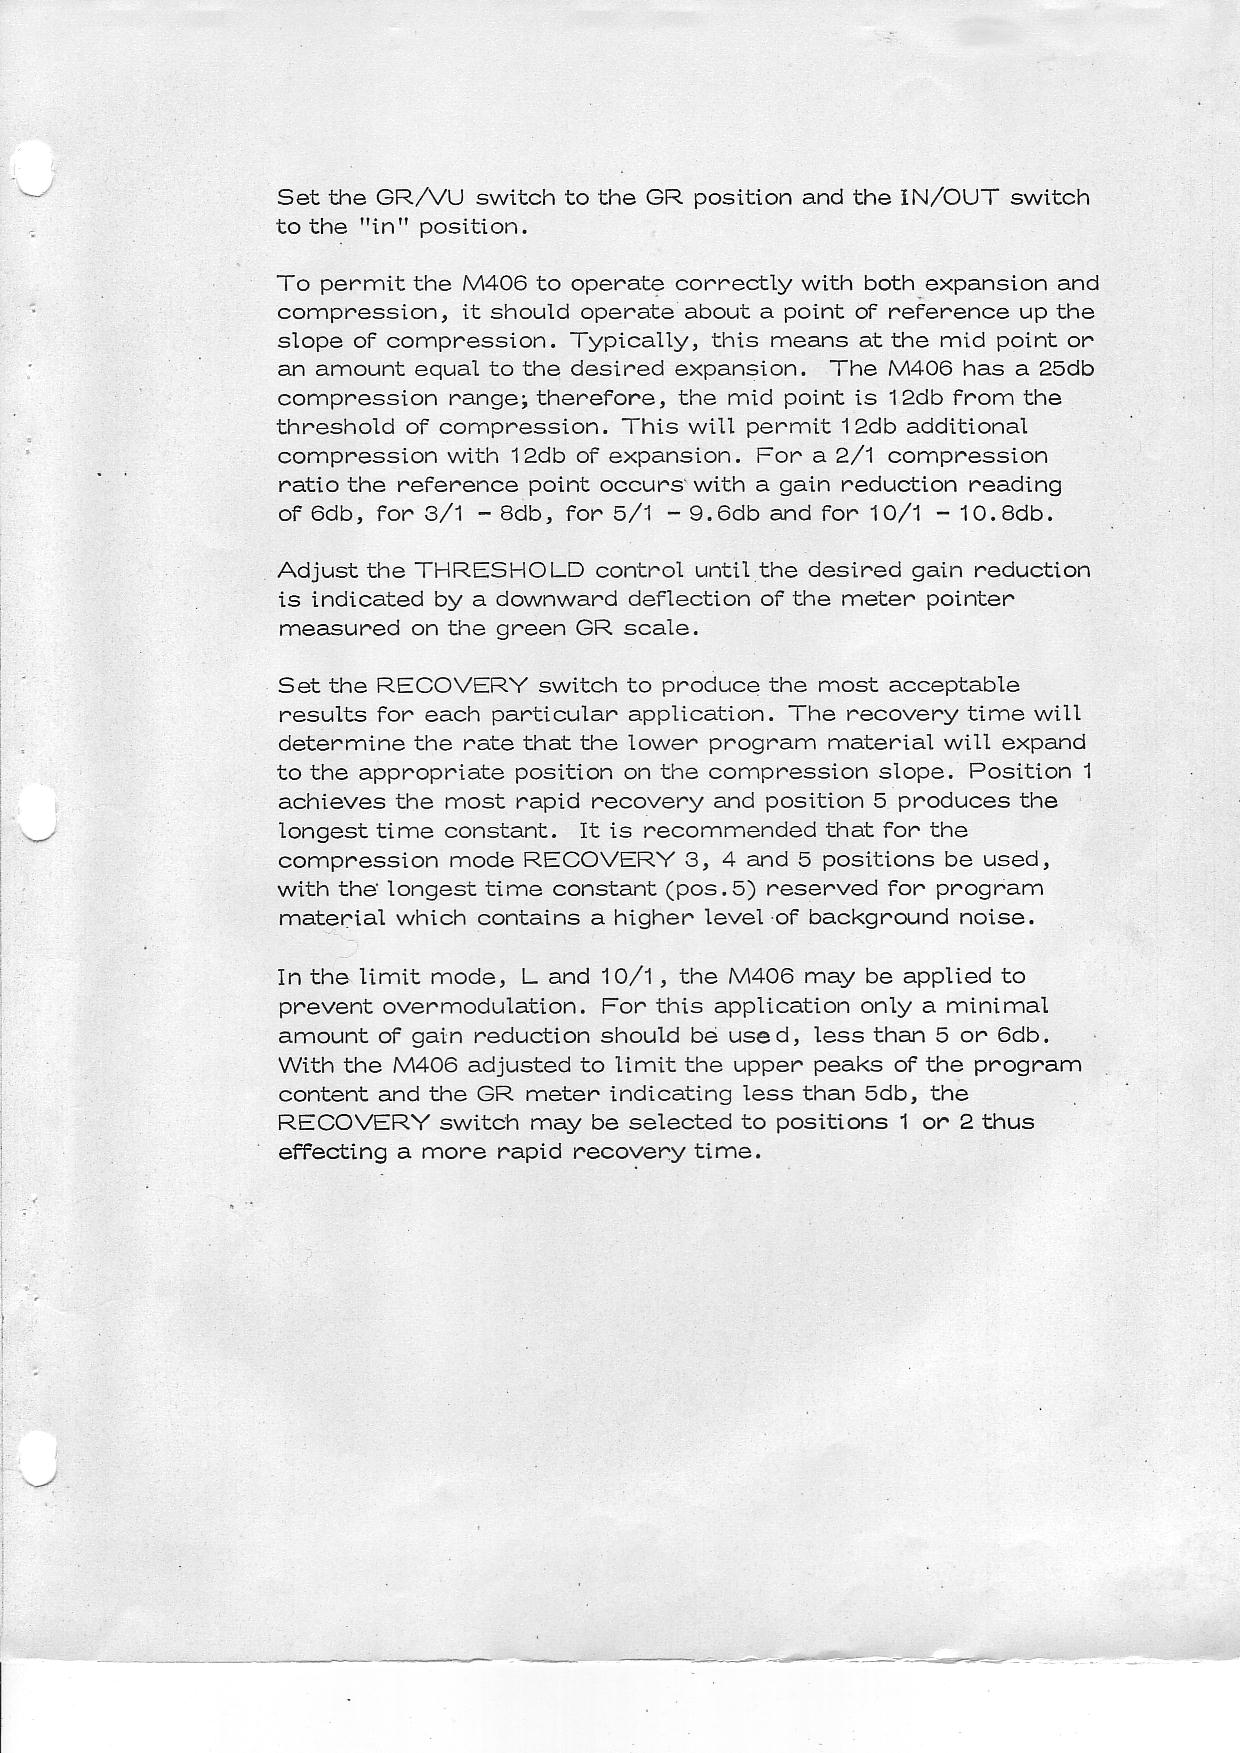 Set the GR/VU switch to the GR position and the IN/OUT switch
to the "in" position.
To permit the M406 to operate correctly with both expansion and
compression, it should operate about a point of reference up the
slope of compression. Typically, this means at the mid point or
an amount equal to the desired expansion. The M406 has a 25db
compression range; therefore, the mid point is 12db from the
threshold of compression. This will permit 12db additional
compression with 12db of expansion. For a 2/1 compression
ratio the reference point occurs with a gain reduction reading
of 6db, for 3/1 - 8db, for 5/1 - 9.6db and for 10/1 - 10.8db.
Adjust the THRESHOLD control until the desired gain reduction
is indicated by a downward deflection of the meter pointer
measured on the green GR scale.
Set the RECOVERY switch to produce the most acceptable
results for each particular application. The recovery time will
determine the rate that the lower program material will expand
to the appropriate position on the compression slope. Position 1
achieves the most rapid recovery and position 5 produces the
longest time constant. It is recommended that for the
compression mode RECOVERY 3, 4 and 5 positions be used,
with the longest time constant (pos.5) reserved for program
material which contains a higher level of background noise.
In the limit mode, L and 10/1, the M406 may be applied to
prevent overmodulation. For this application only a minimal
amount of gain reduction should be used, less than 5 or 6db.
With the M406 adjusted to limit the upper peaks of the program
content and the GR meter indicating less than 5db, the
RECOVERY switch may be selected to positions 1 or 2 thus
effecting a more rapid recovery time.